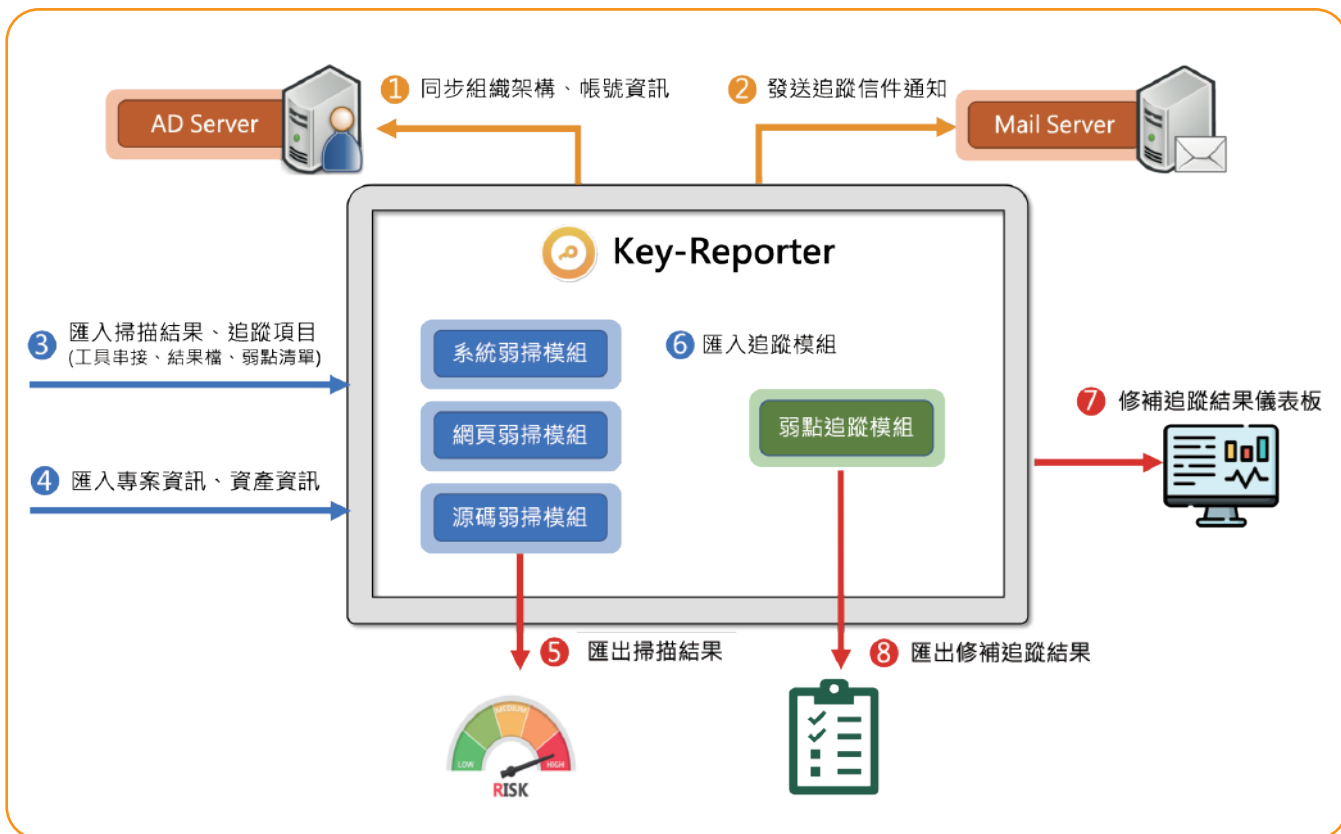 1 同步組織架構、帳號資訊
2 發送追蹤信件通知
AD Server
Mail Server
Key-Reporter
3 匯入掃描結果、追蹤項目
(工具串接、結果檔、弱點清單)
系統弱掃模組
6 匯入追蹤模組
網頁弱掃模組
弱點追蹤模組
7 修補追蹤結果儀表板
4 匯入專案資訊、資產資訊
源碼弱掃模組
5 匯出掃描結果
8 匯出修補追蹤結果
LOW
MEDIUM
HIGH
RISK